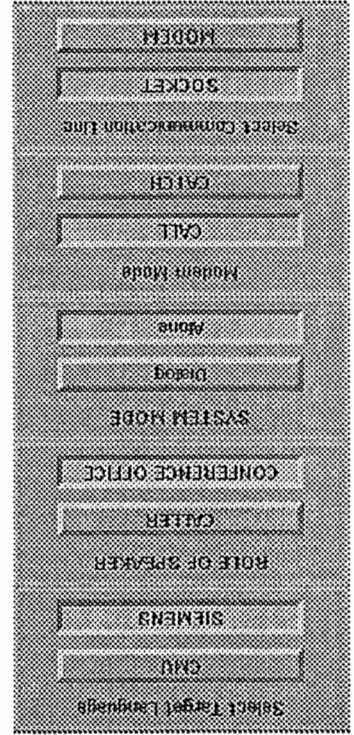 Select Target Language
CMU
SIEMENS
ROLE OF SPEAKER
CALLER
CONFERENCE OFFICE
SYSTEM MODE
Dialog
Alone
Modem Mode
CALL
CATCH
Select Communication Line
SOCKET
MODEM